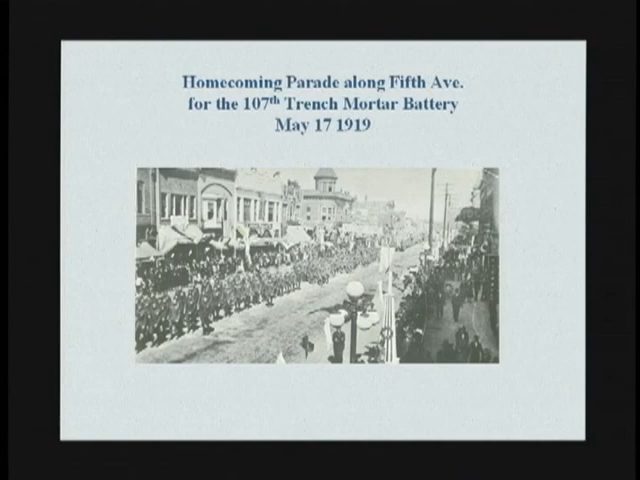 Homecoming Parade along Fifth Ave.
for the 107th Trench Mortar Battery
May 17 1919